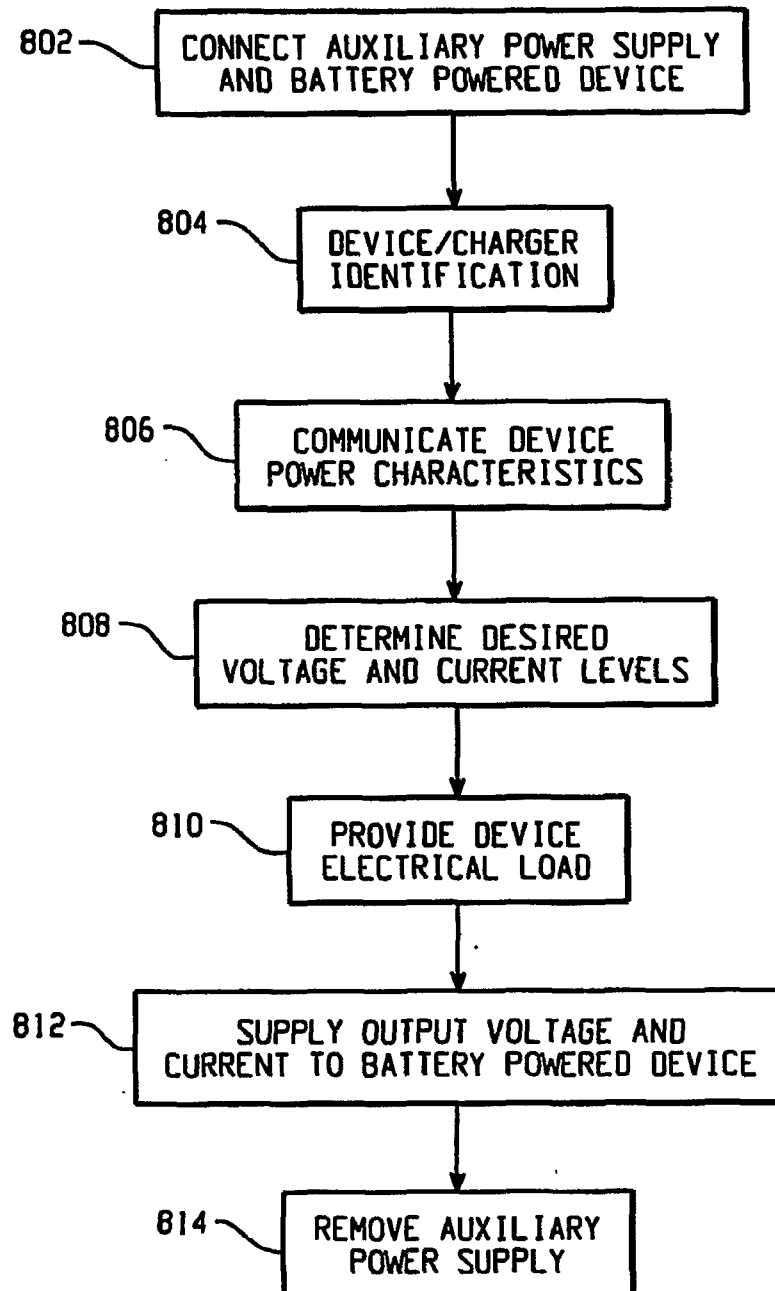 802
CONNECT AUXILIARY POWER SUPPLY
AND BATTERY POWERED DEVICE
804
DEVICE/CHARGER
IDENTIFICATION
806
COMMUNICATE DEVICE
POWER CHARACTERISTICS
808
DETERMINE DESIRED
VOLTAGE AND CURRENT LEVELS
810
PROVIDE DEVICE
ELECTRICAL LOAD
812
SUPPLY OUTPUT VOLTAGE AND
CURRENT TO BATTERY POWERED DEVICE
814
REMOVE AUXILIARY
POWER SUPPLY